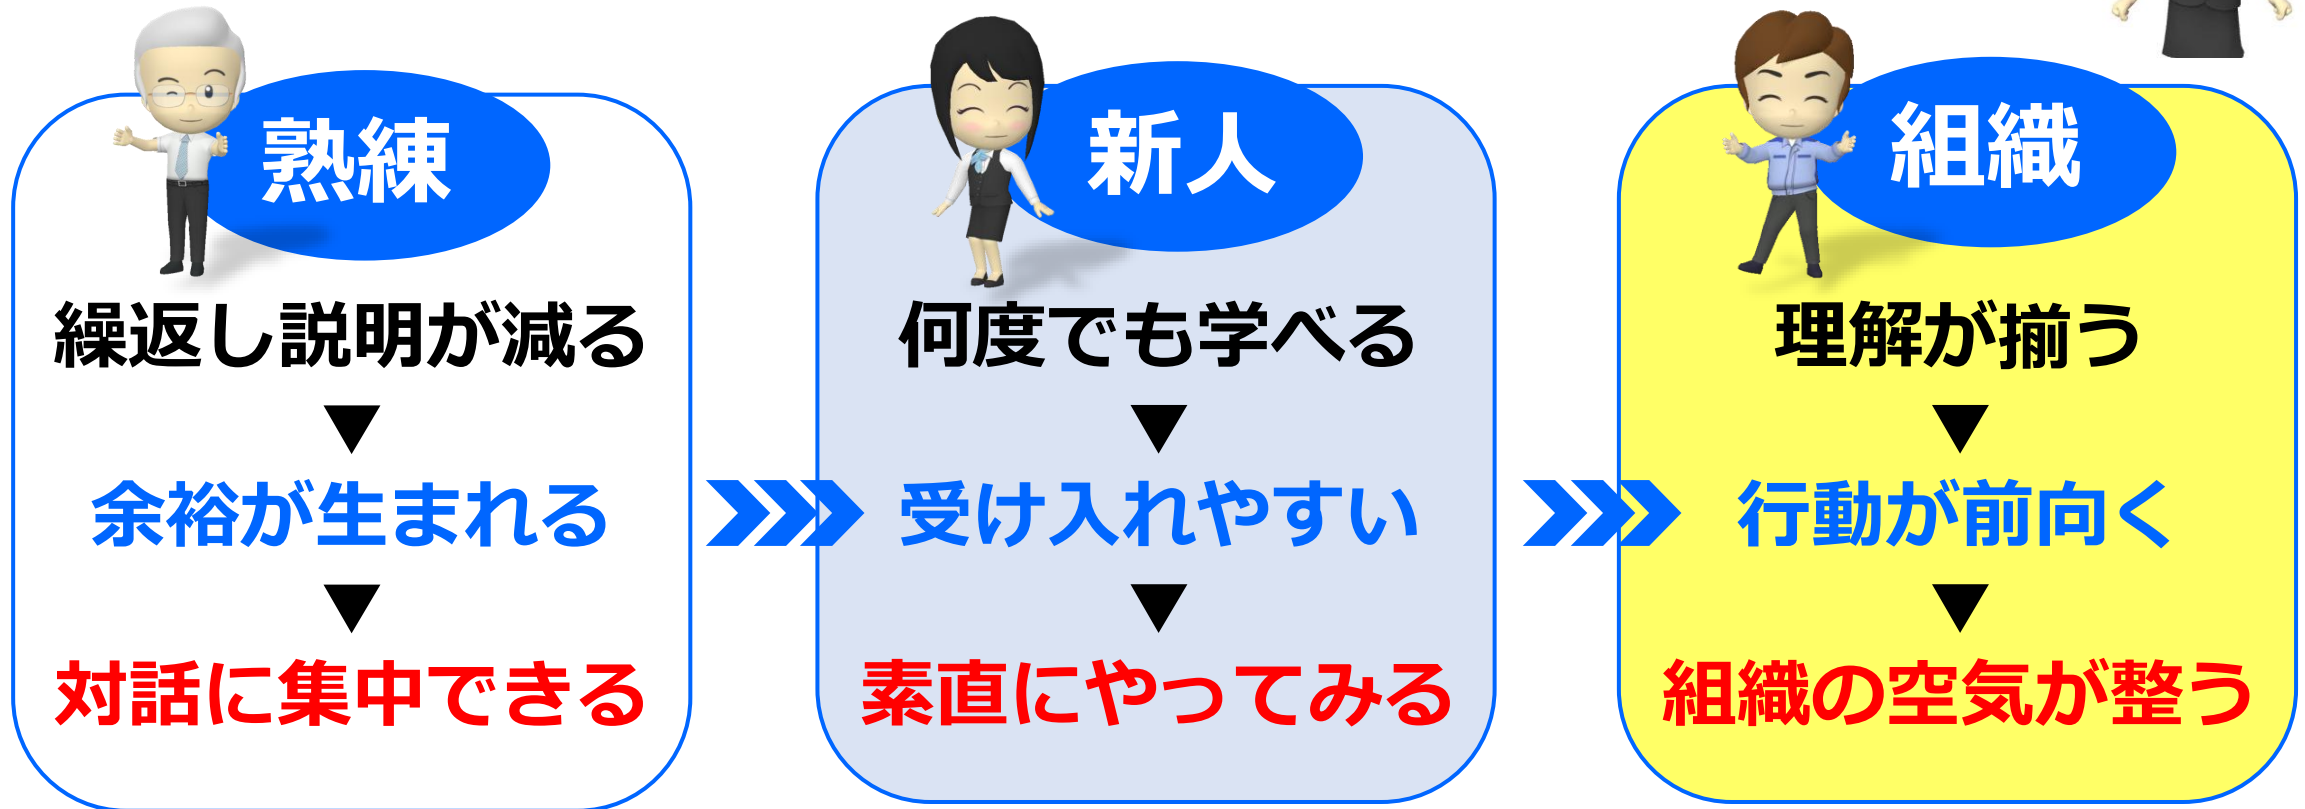 熟練
繰返し説明が減る
▼
余裕が生まれる
▼
対話に集中できる
新人
何度でも学べる
▼
受け入れやすい
▼
素直にやってみる
組織
理解が揃う
▼
行動が前向く
▼
組織の空気が整う